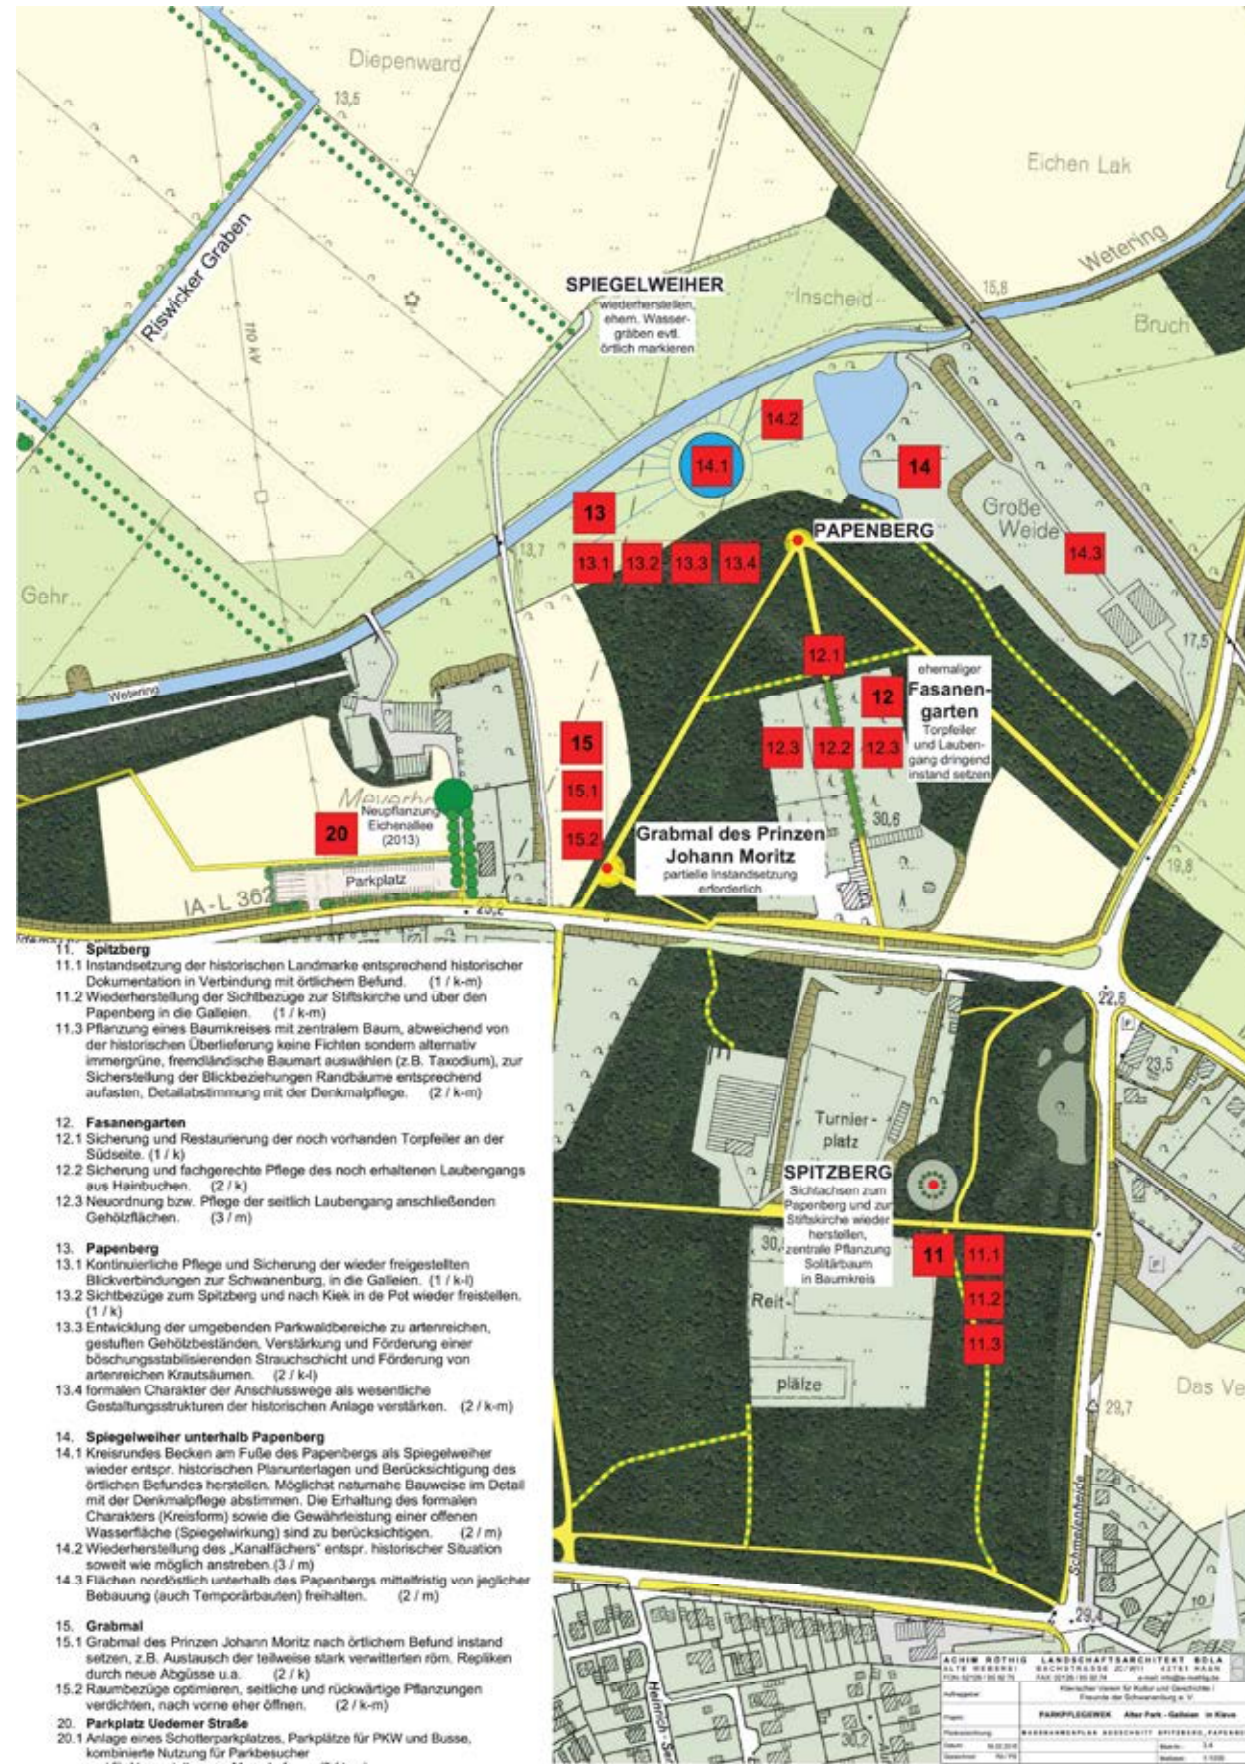 Diepenward
13,5
Eichen Lak
Riswicker Graben
Wetering
SPIEGELWEIHER
wiederherstellen,
ehem. Wasser-
gräben evtl.
örtlich markieren
Inscheid
15,8
Bruch
110 kV
14.2
14.1
14
13
Große
Weide
PAPENBERG
13,7
13.1 13.2 13.3 13.4
14.3
Gehr
17,5
12.1
ehemaliger
Fasanen-
garten
Torpfeiler
und Lauben-
gang dringend
instand setzen
12
Wetering
15
12.3 12.2 12.3
15.1
Neupflanzung
Eichenallee
(2013)
20
15.2
30,6
Grabmal des Prinzen
Johann Moritz
partielle Instandsetzung
erforderlich
19,8
Parkplatz
IA-L 362
22,8
23,5
Turnier-
platz
SPITZBERG
Sichtachsen zum
Papenberg und zur
Stiftskirche wieder
herstellen,
zentrale Pflanzung
Solitärbaum
in Baumkreis
11 11.1
11.2
11.3
Reit-
plätze
Das Ve
29,7
Schmelenheide
29,4
11. Spitzberg
11.1 Instandsetzung der historischen Landmarke entsprechend historischer
Dokumentation in Verbindung mit örtlichem Befund. (1 / k-m)
11.2 Wiederherstellung der Sichtbezüge zur Stiftskirche und über den
Papenberg in die Galleien. (1 / k-m)
11.3 Pflanzung eines Baumkreises mit zentralem Baum, abweichend von
der historischen Überlieferung keine Fichten sondern alternativ
immergrüne, fremdländische Baumart auswählen (z.B. Taxodium), zur
Sicherstellung der Blickbeziehungen Randbäume entsprechend
aufasten, Detailabstimmung mit der Denkmalpflege. (2 / k-m)
12. Fasanengarten
12.1 Sicherung und Restaurierung der noch vorhanden Torpfeiler an der
Südseite. (1 / k)
12.2 Sicherung und fachgerechte Pflege des noch erhaltenen Laubengangs
aus Hainbuchen. (2 / k)
12.3 Neuordnung bzw. Pflege der seitlich Laubengang anschließenden
Gehölzflächen. (3 / m)
13. Papenberg
13.1 Kontinuierliche Pflege und Sicherung der wieder freigestellten
Blickverbindungen zur Schwanenburg, in die Galleien. (1 / k-l)
13.2 Sichtbezüge zum Spitzberg und nach Kiek in de Pot wieder freistellen.
(1 / k)
13.3 Entwicklung der umgebenden Parkwaldbereiche zu artenreichen,
gestuften Gehölzbeständen, Verstärkung und Förderung einer
böschungsstabilisierenden Strauchschicht und Förderung von
artenreichen Krautsäumen. (2 / k-l)
13.4 formalen Charakter der Anschlusswege als wesentliche
Gestaltungsstrukturen der historischen Anlage verstärken. (2 / k-m)
14. Spiegelweiher unterhalb Papenberg
14.1 Kreisrundes Becken am Fuße des Papenbergs als Spiegelweiher
wieder entspr. historischen Planunterlagen und Berücksichtigung des
örtlichen Befundes herstellen. Möglichst naturnahe Bauweise im Detail
mit der Denkmalpflege abstimmen. Die Erhaltung des formalen
Charakters (Kreisform) sowie die Gewährleistung einer offenen
Wasserfläche (Spiegelwirkung) sind zu berücksichtigen. (2 / m)
14.2 Wiederherstellung des „Kanalfächers" entspr. historischer Situation
soweit wie möglich anstreben.(3 / m)
14.3 Flächen nordöstlich unterhalb des Papenbergs mittelfristig von jeglicher
Bebauung (auch Temporärbauten) freihalten. (2 / m)
15. Grabmal
15.1 Grabmal des Prinzen Johann Moritz nach örtlichem Befund instand
setzen, z.B. Austausch der teilweise stark verwitterten röm. Repliken
durch neue Abgüsse u.a. (2 / k)
15.2 Raumbezüge optimieren, seitliche und rückwärtige Pflanzungen
verdichten, nach vorne eher öffnen. (2 / k-m)
20. Parkplatz Uedemer Straße
20.1 Anlage eines Schotterparkplatzes, Parkplätze für PKW und Busse,
kombinierte Nutzung für Parkbesucher
ACHIM RÖTHIG LANDSCHAFTSARCHITEKT BDLA
Klevischer Verein für Kultur und Geschichte /
Freunde der Schwanenburg e. V.
PARKPFLEGEWERK Alter Park - Galleien in Kleve